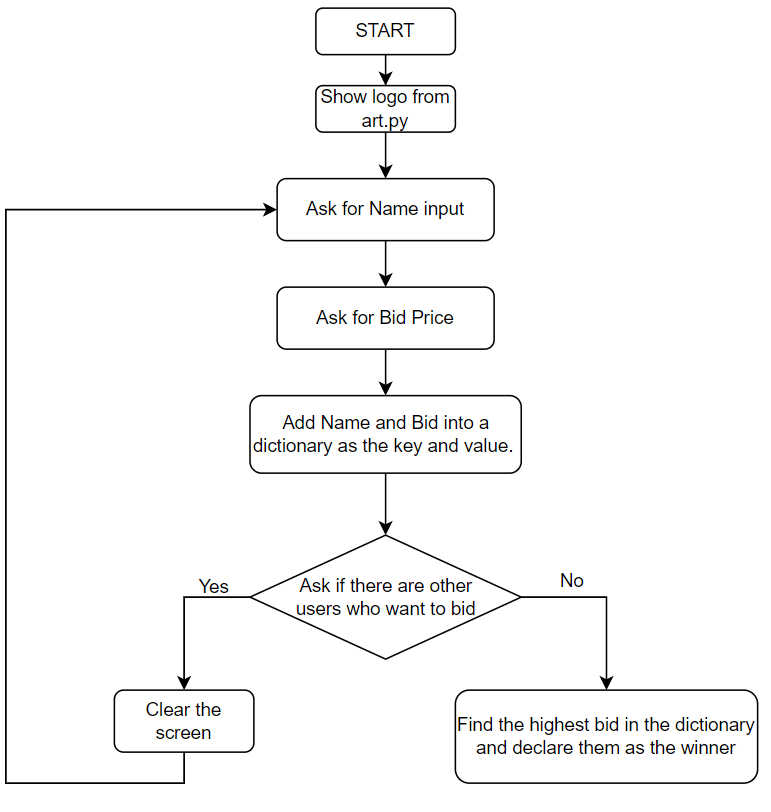 START
Show logo from
art.py
Ask for Name input
Ask for Bid Price
Add Name and Bid into a
dictionary as the key and value.
Ask if there are other
users who want to bid
Yes
No
Clear the
screen
Find the highest bid in the dictionary
and declare them as the winner